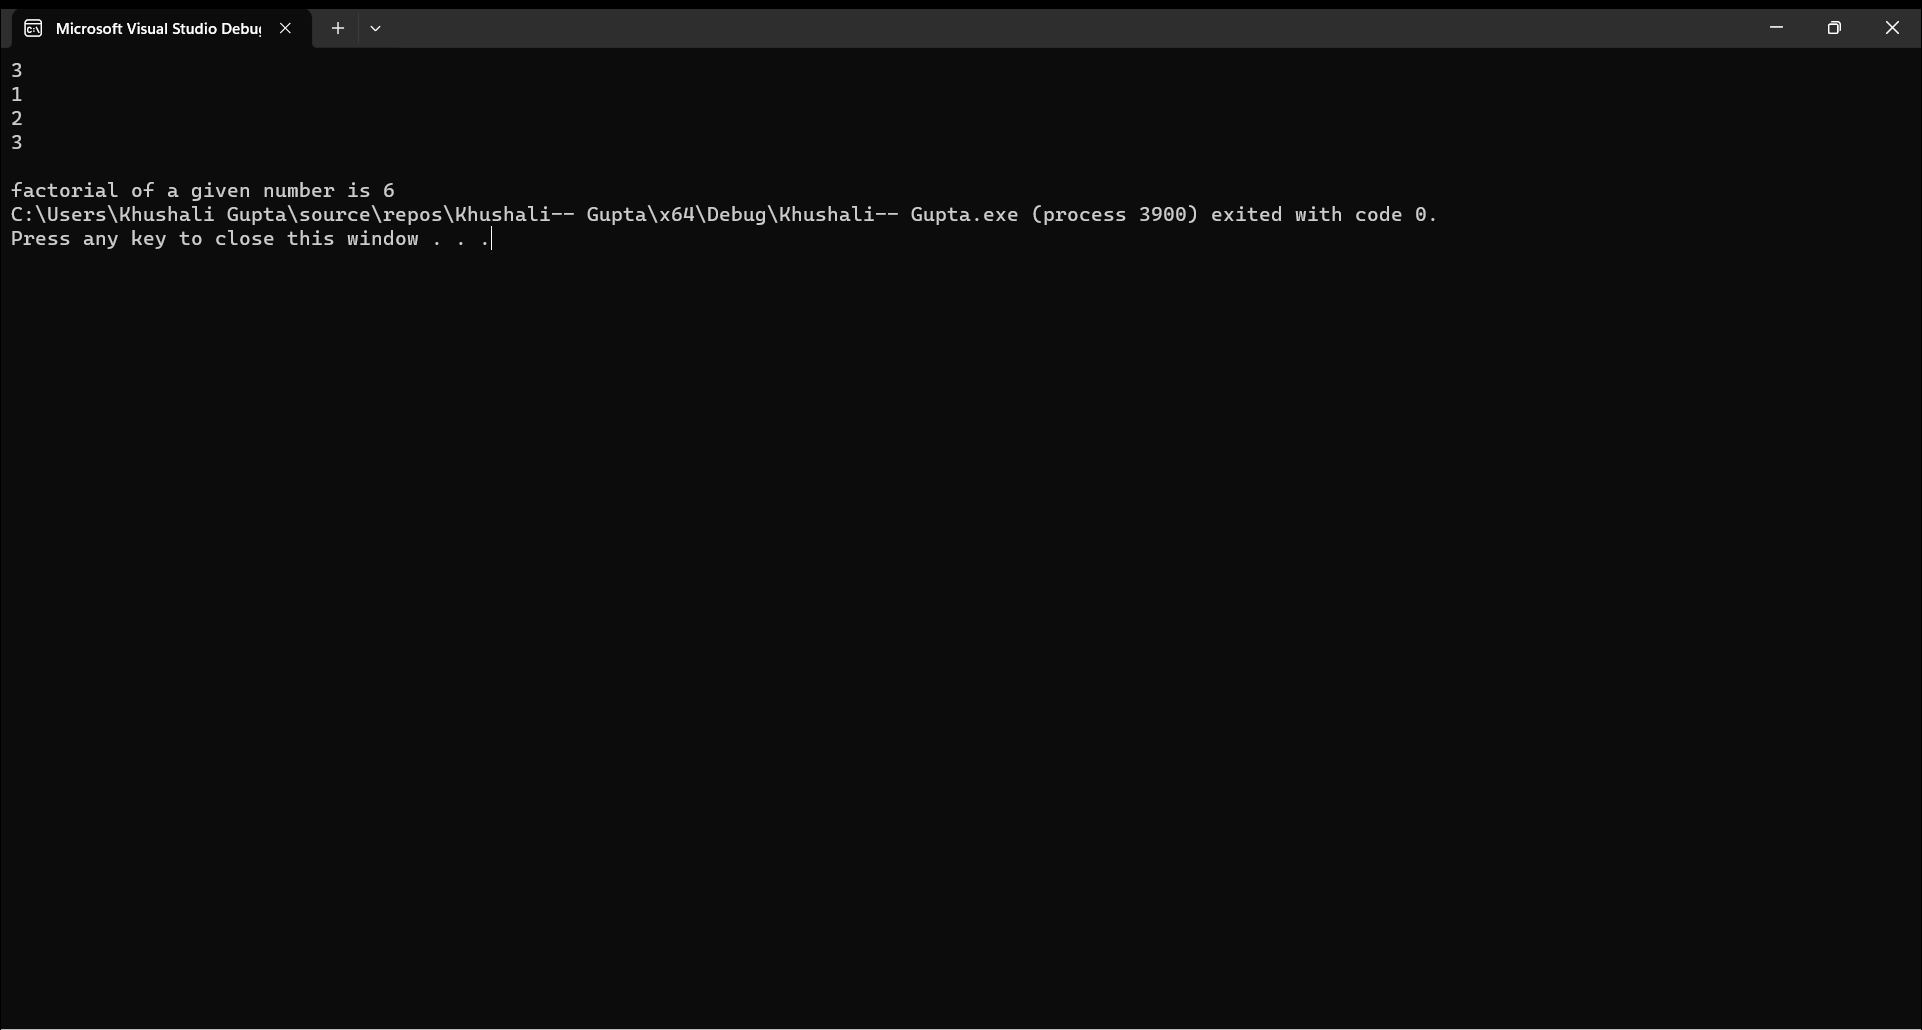 Microsoft Visual Studio Debug
3
1
2
3
factorial of a given number is 6
C:\Users\Khushali Gupta\source\repos\Khushali-- Gupta\x64\Debug\Khushali-- Gupta.exe (process 3900) exited with code 0.
Press any key to close this window . . .